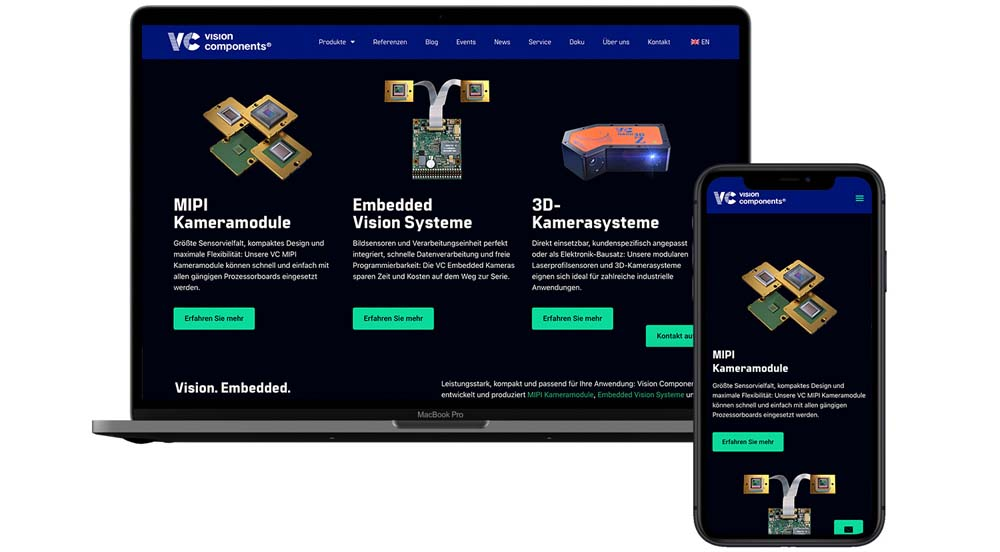 VC vision components®
Produkte Referenzen Blog Events News Service Doku Über uns Kontakt EN
MIPI
Kameramodule
Größte Sensorvielfalt, kompaktes Design und
maximale Flexibilität: Unsere VC MIPI
Kameramodule können schnell und einfach mit
allen gängigen Prozessorboards eingesetzt
werden.
Erfahren Sie mehr
Embedded
Vision Systeme
Bildsensoren und Verarbeitungseinheit perfekt
integriert, schnelle Datenverarbeitung und freie
Programmierbarkeit: Die VC Embedded Kameras
sparen Zeit und Kosten auf dem Weg zur Serie.
Erfahren Sie mehr
VC
3D-
Kamerasysteme
Direkt einsetzbar, kundenspezifisch angepasst
oder als Elektronik-Bausatz: Unsere modularen
Laserprofilsensoren und 3D-Kamerasysteme
eignen sich ideal für zahlreiche industrielle
Anwendungen.
Erfahren Sie mehr
Kontakt au
Vision. Embedded.
Leistungsstark, kompakt und passend für Ihre Anwendung: Vision Componen
entwickelt und produziert MIPI Kameramodule, Embedded Vision Systeme un
MacBook Pro
VC vision components®
MIPI
Kameramodule
Größte Sensorvielfalt, kompaktes Design und
maximale Flexibilität: Unsere VC MIPI Kameramodule
können schnell und einfach mit allen gängigen
Prozessorboards eingesetzt werden.
Erfahren Sie mehr